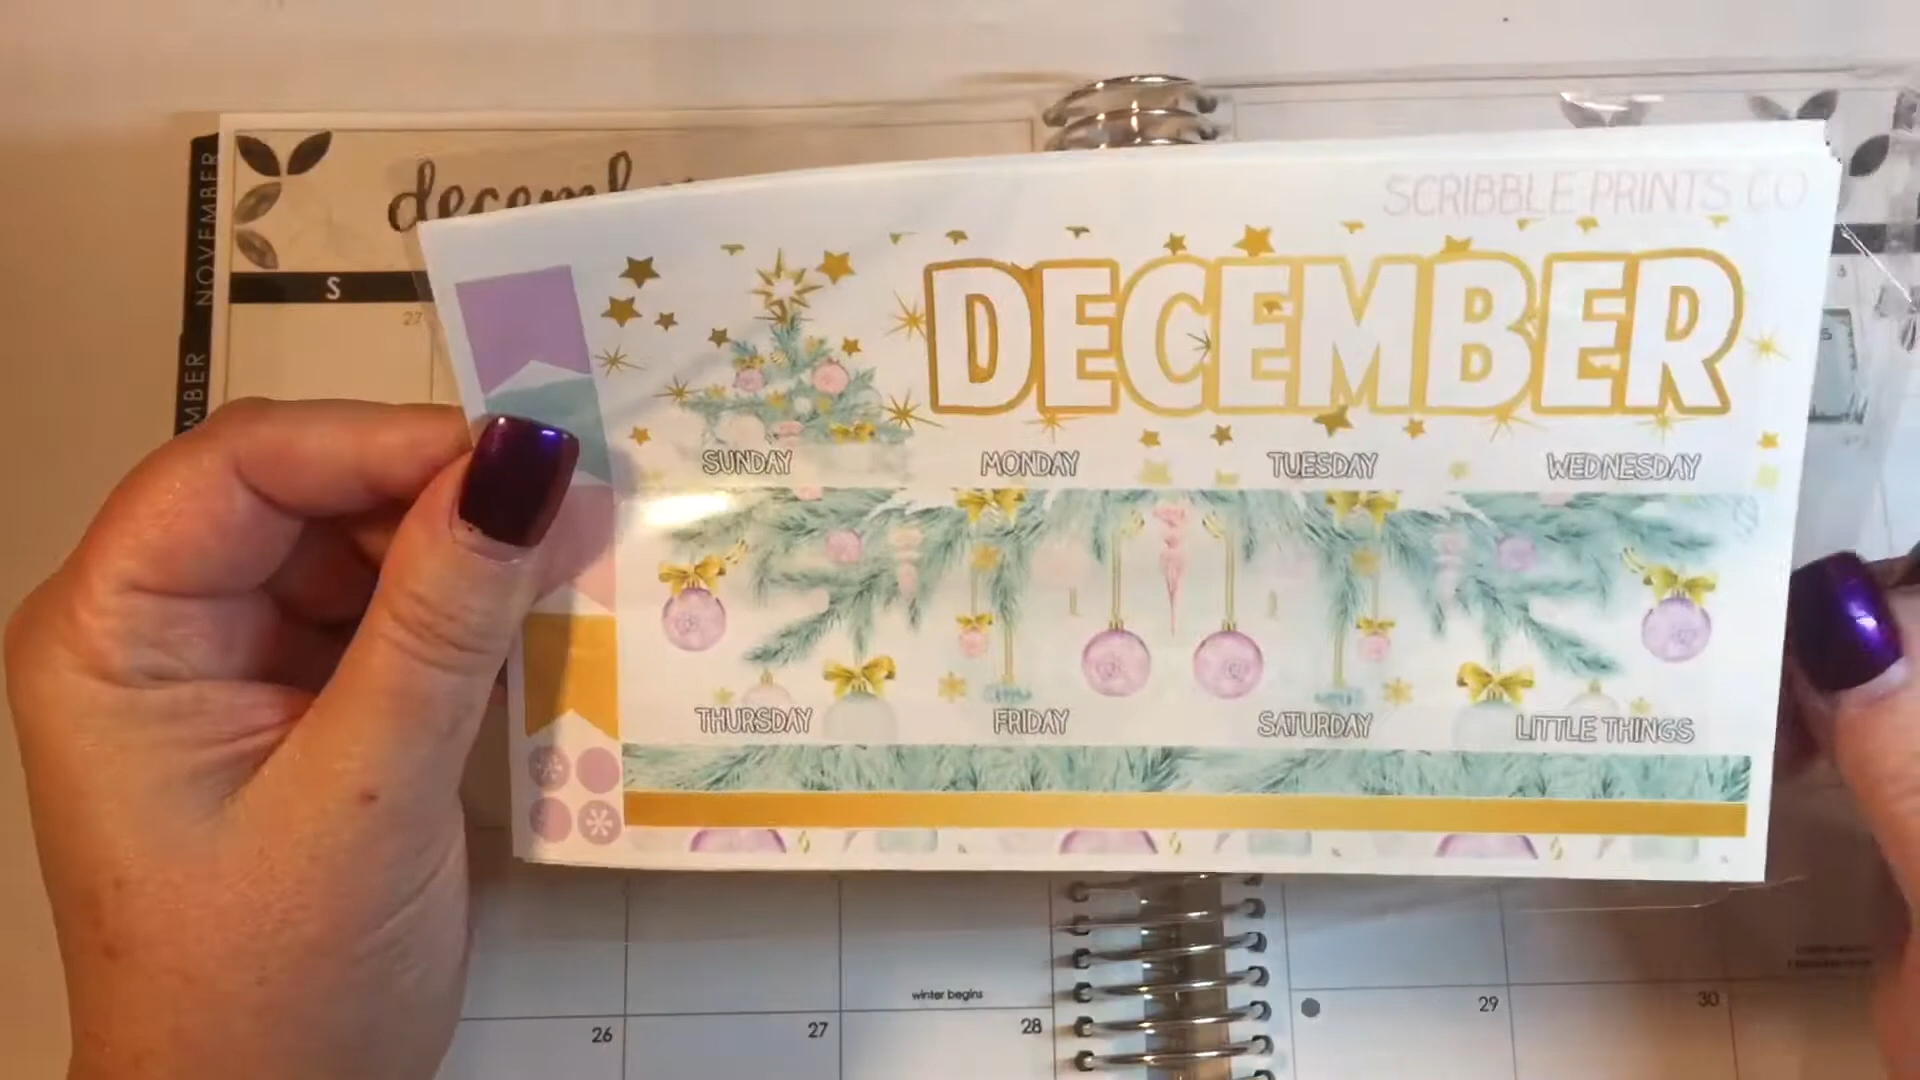 NOVEMBER
decemb
SCRIBBLE PRINTS CO
S
27
DECEMBER
MBER
SUNDAY MONDAY TUESDAY WEDNESDAY
THURSDAY FRIDAY SATURDAY LITTLE THINGS
winter begins
26 27 28 29 30